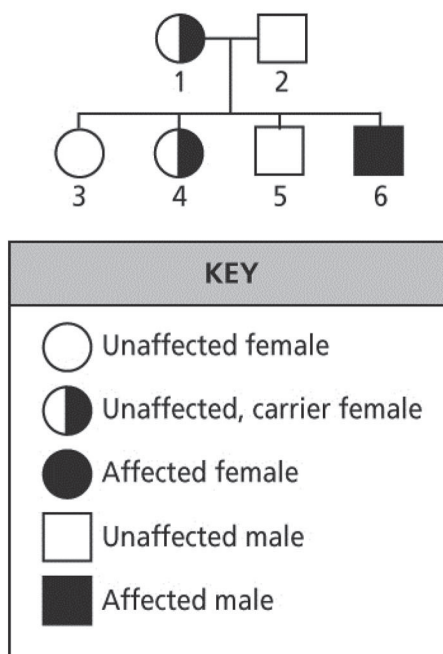 1 2
3 4 5 6
KEY
Unaffected female
Unaffected, carrier female
Affected female
Unaffected male
Affected male